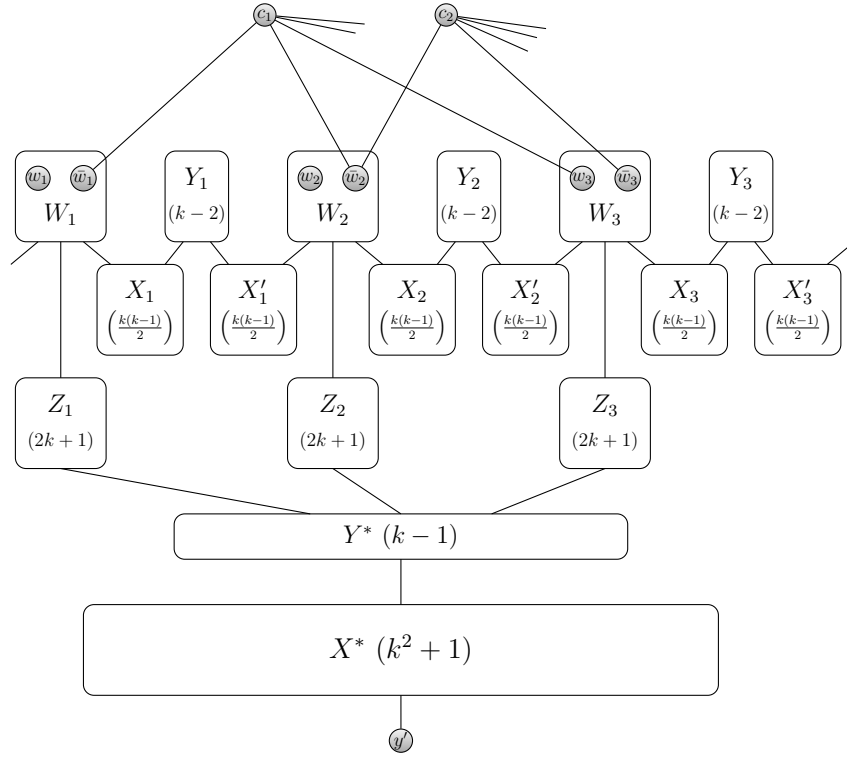 c₁ c₂
w₁ w̄₁ Y₁ w₂ w̄₂ Y₂ w₃ w̄₃ Y₃
W₁ (k − 2) W₂ (k − 2) W₃ (k − 2)
X₁ X′₁ X₂ X′₂ X₃ X′₃
(k(k−1)/2) (k(k−1)/2) (k(k−1)/2) (k(k−1)/2) (k(k−1)/2) (k(k−1)/2)
Z₁ Z₂ Z₃
(2k + 1) (2k + 1) (2k + 1)
Y* (k − 1)
X* (k² + 1)
y′